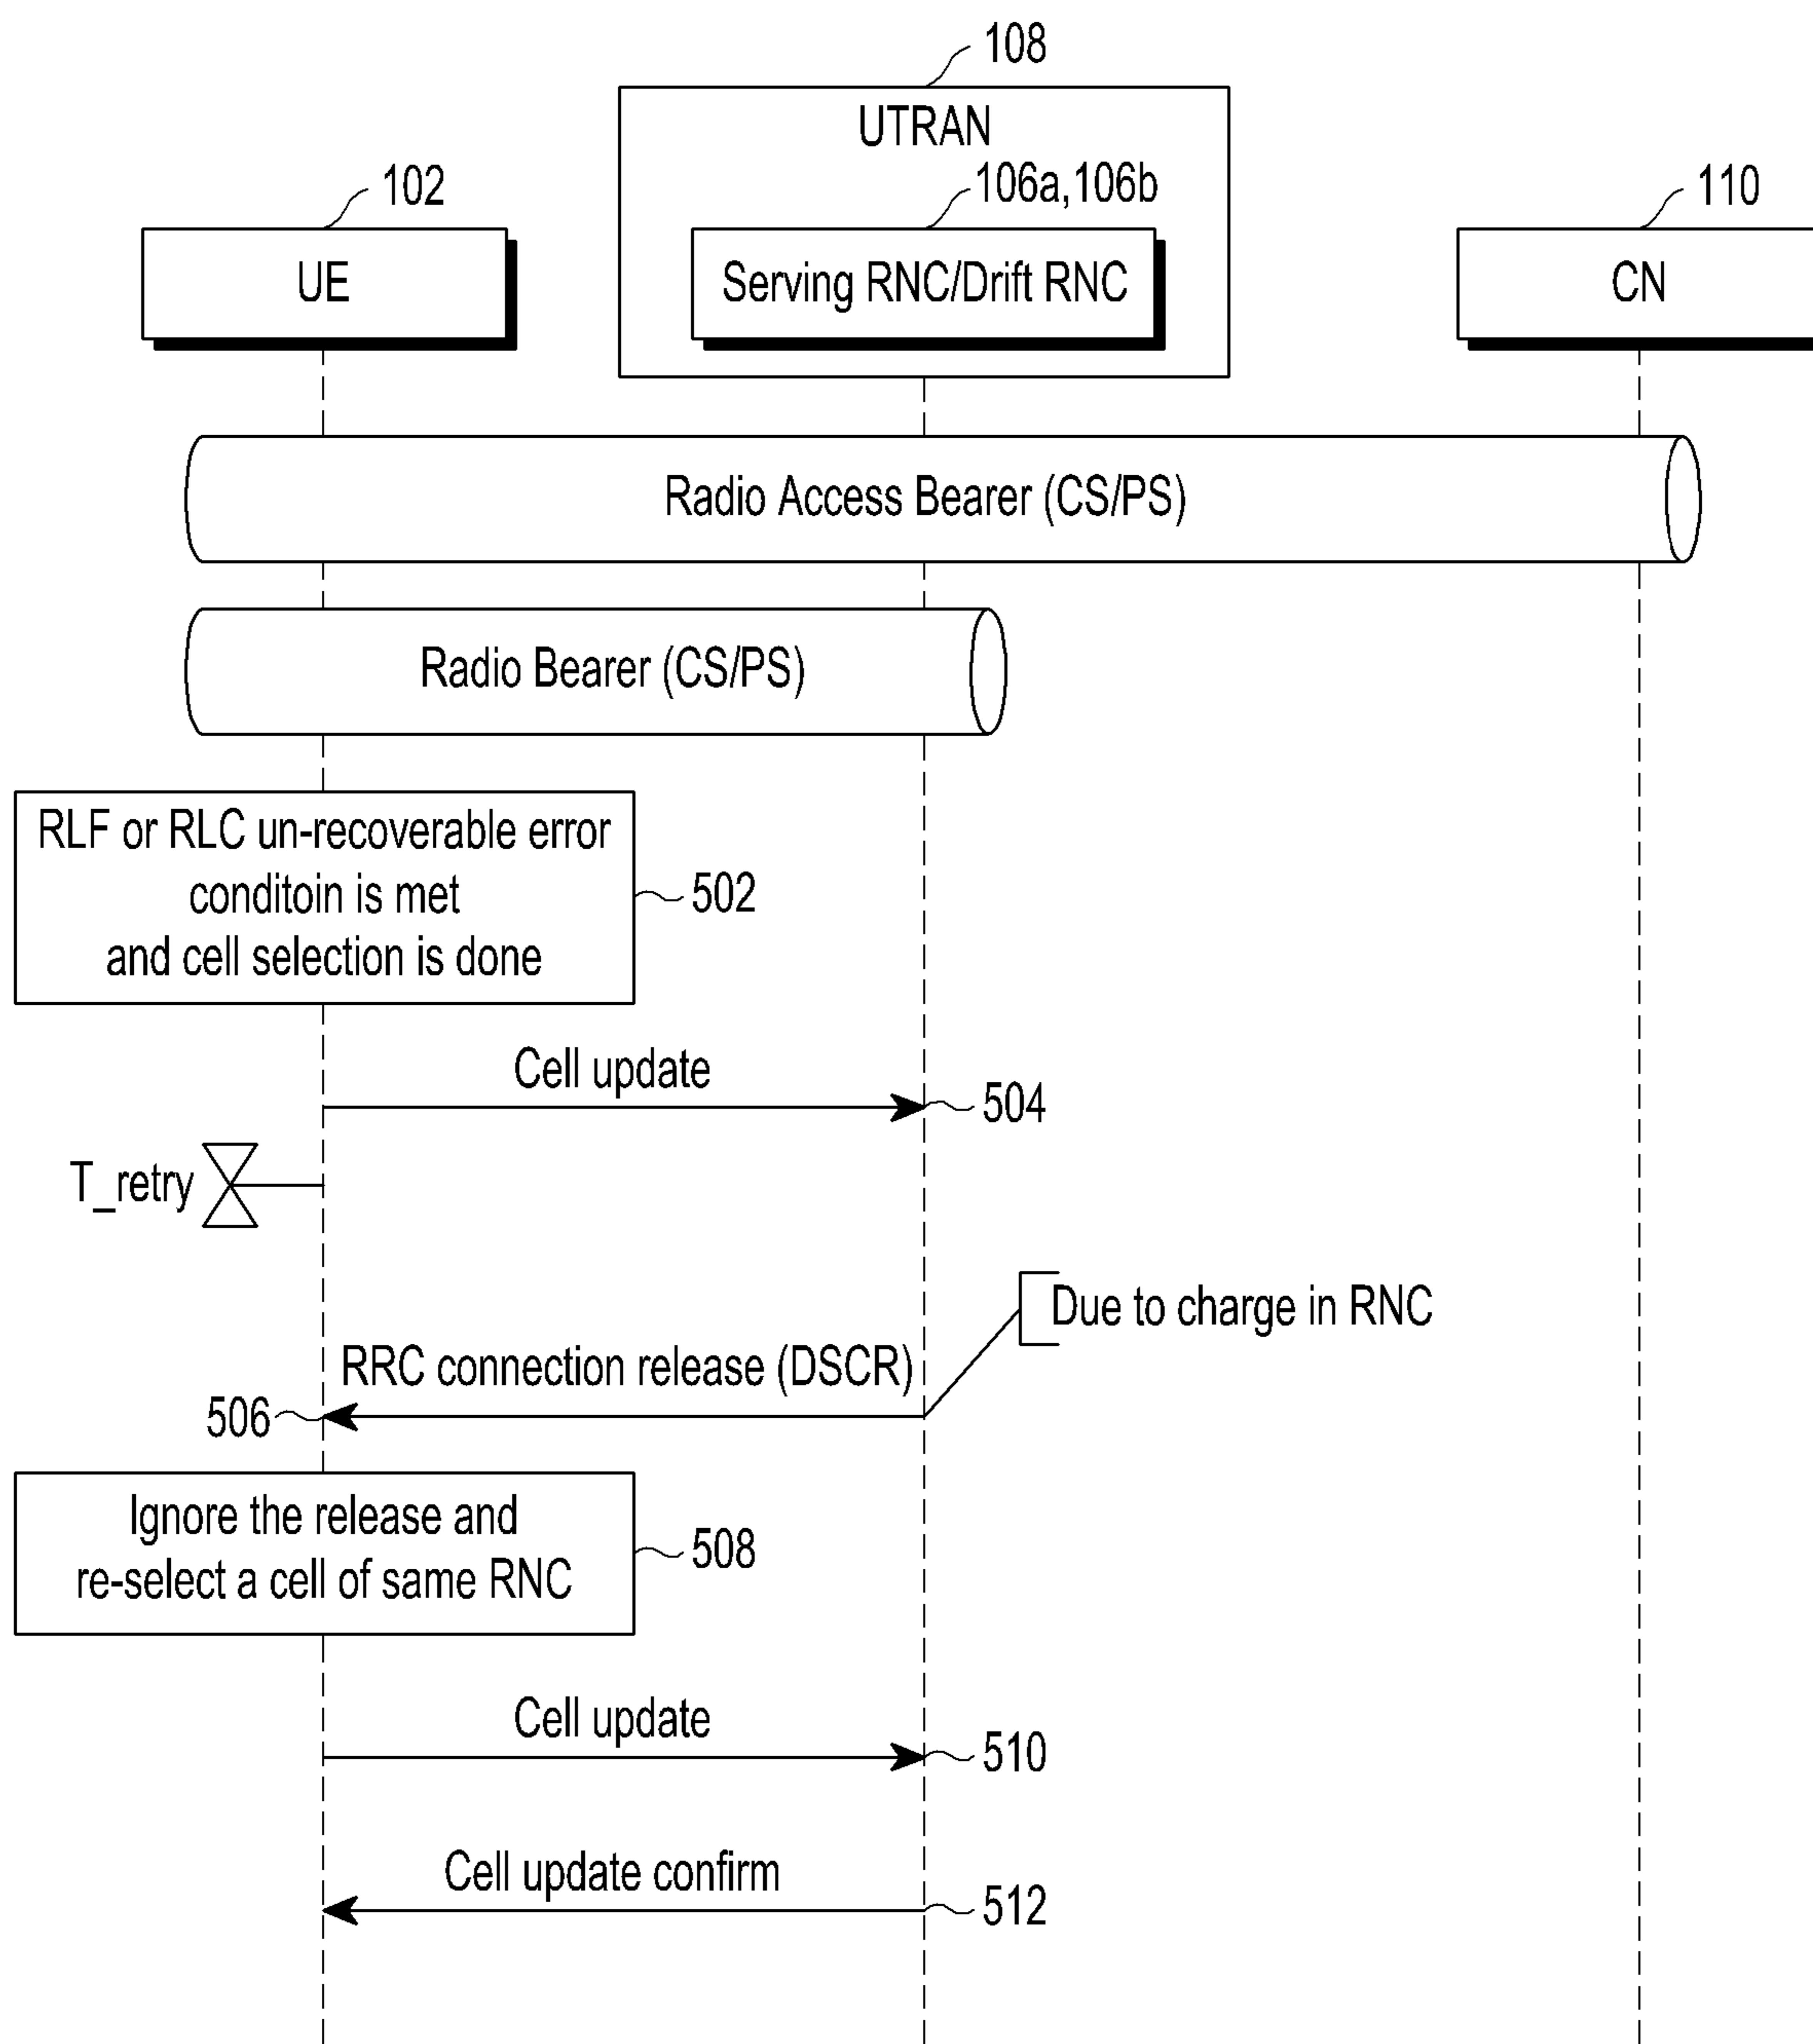 108
UTRAN
102
106a,106b
110
UE
Serving RNC/Drift RNC
CN
Radio Access Bearer (CS/PS)
Radio Bearer (CS/PS)
RLF or RLC un-recoverable error
conditoin is met
and cell selection is done
502
Cell update
504
T_retry
Due to charge in RNC
RRC connection release (DSCR)
506
Ignore the release and
re-select a cell of same RNC
508
Cell update
510
Cell update confirm
512